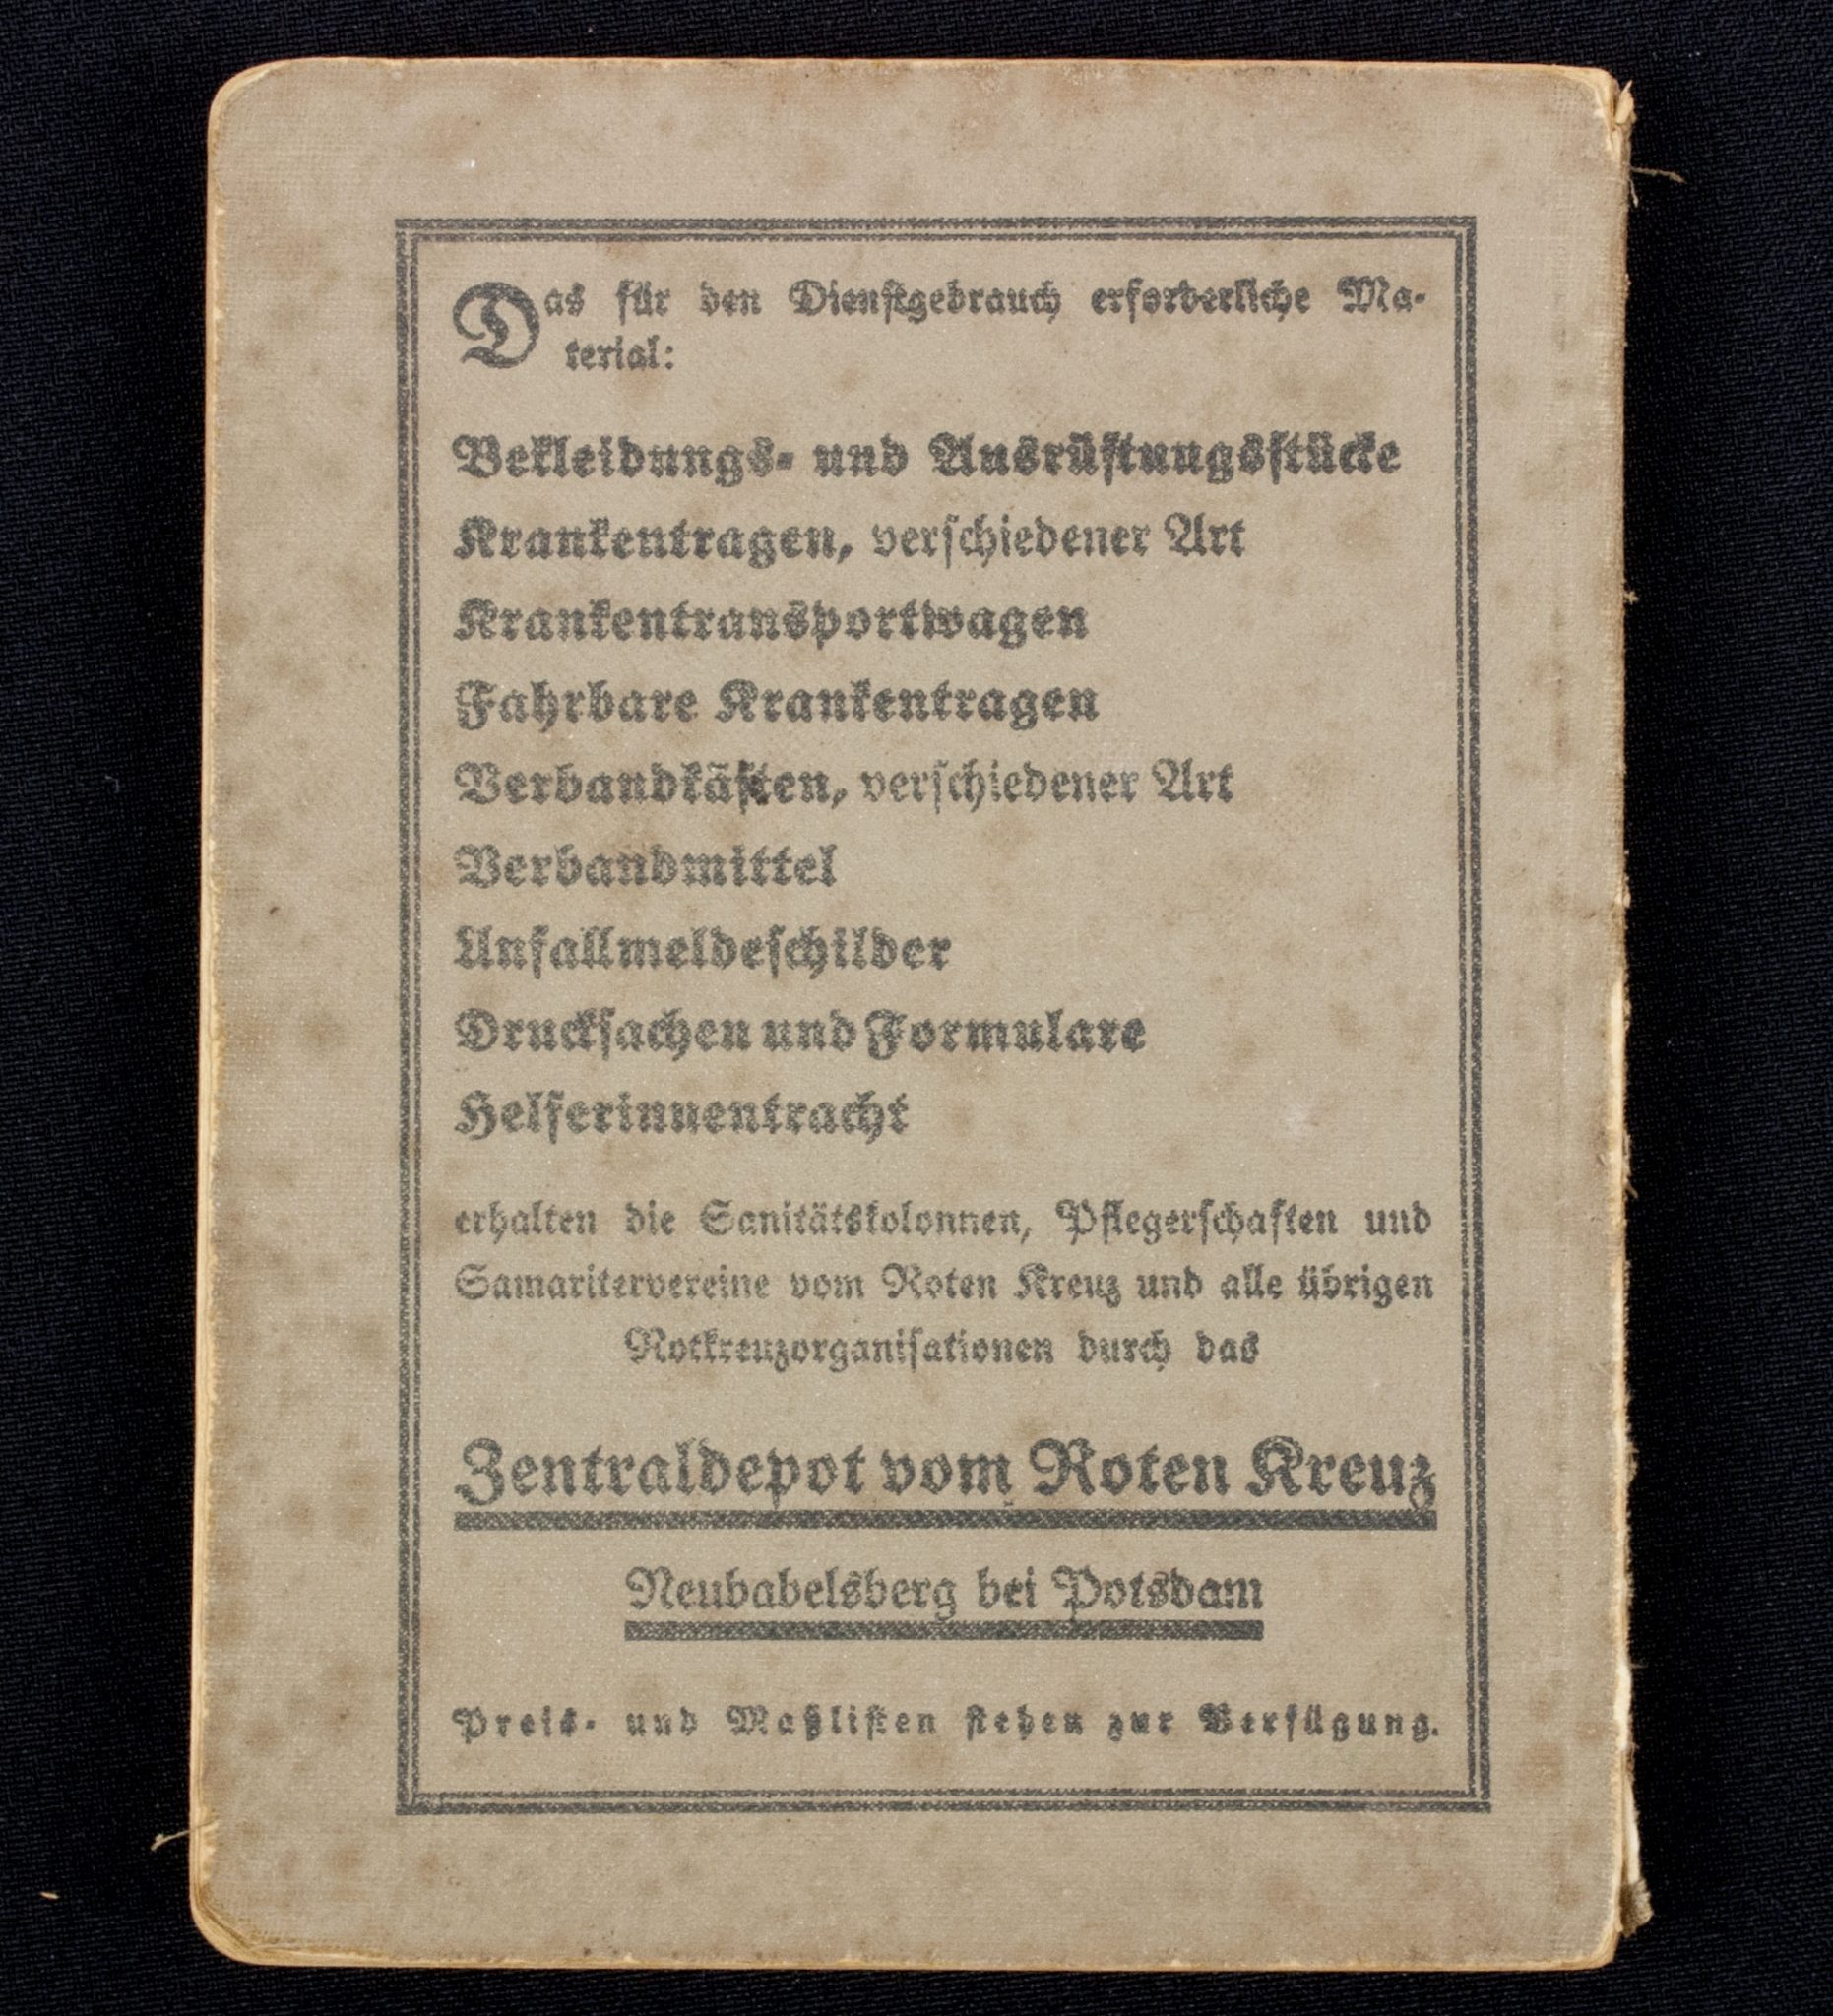 Das für den Dienstgebrauch erforderliche Ma-
terial:
Bekleidungs- und Ausrüstungsstücke
Krankentragen, verschiedener Art
Krankentransportwagen
Fahrbare Krankentragen
Verbandkästen, verschiedener Art
Verbandmittel
Unfallmeldeschilder
Drucksachen und Formulare
Helferinnentracht
erhalten die Sanitätskolonnen, Pflegerschaften und
Samaritervereine vom Roten Kreuz und alle übrigen
Rotkreuzorganisationen durch das
Zentraldepot vom Roten Kreuz
Neubabelsberg bei Potsdam
Preis- und Maßlisten stehen zur Verfügung.